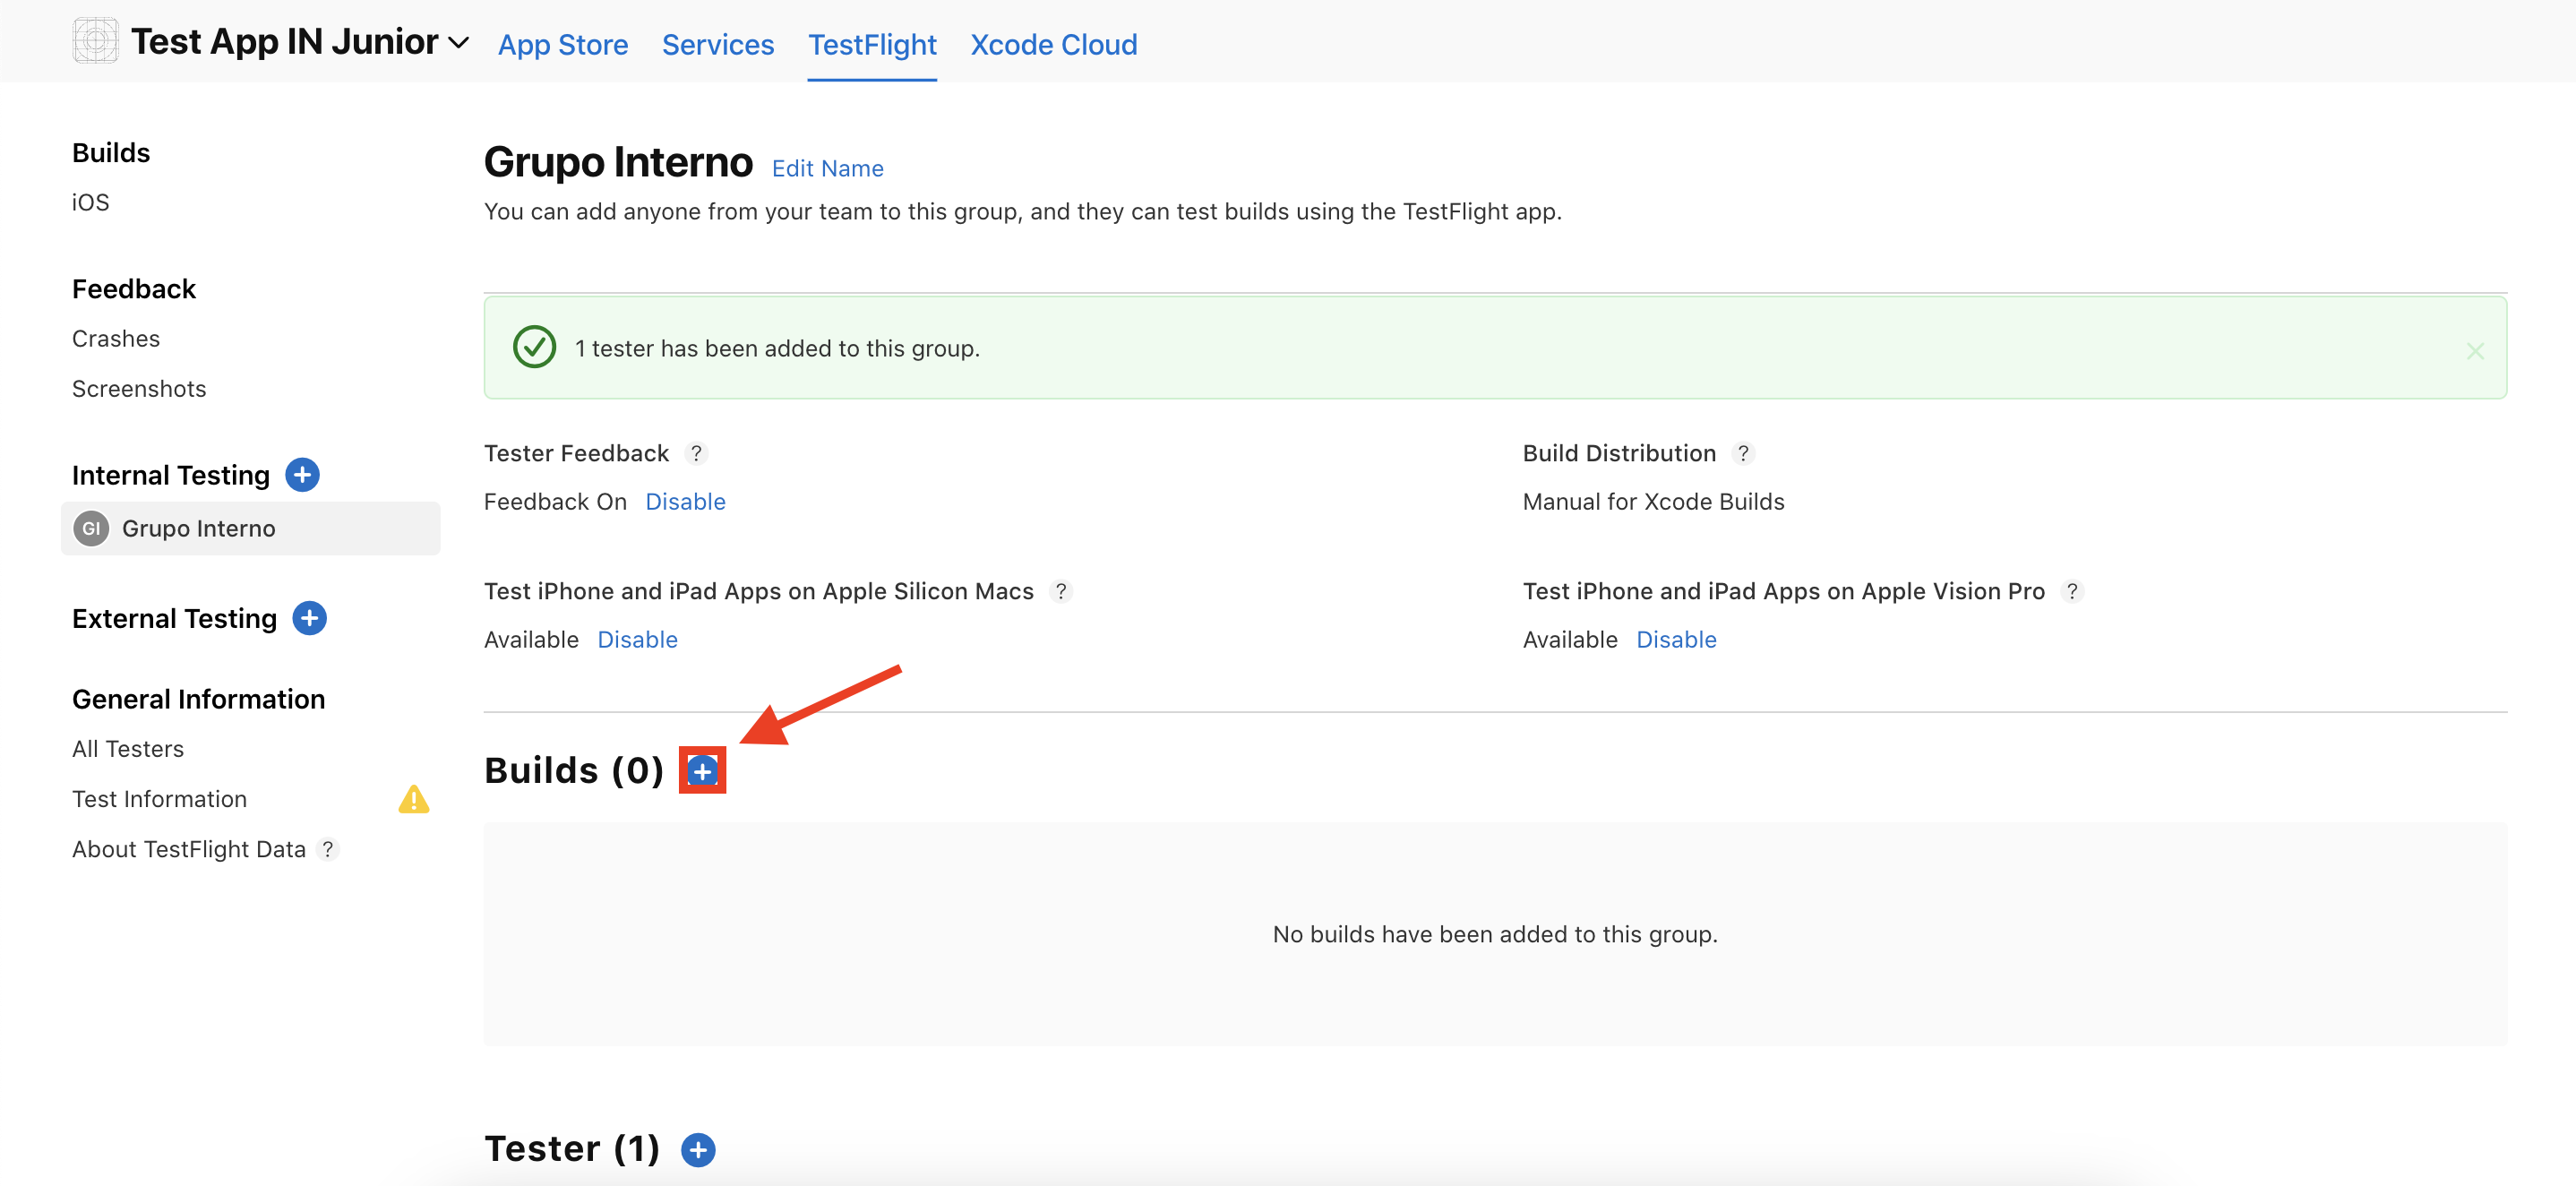 Test App IN Junior
App Store
Services
TestFlight
Xcode Cloud
Builds
iOS
Feedback
Crashes
Screenshots
Internal Testing
GI Grupo Interno
External Testing
General Information
All Testers
Test Information
About TestFlight Data ?
Grupo Interno Edit Name
You can add anyone from your team to this group, and they can test builds using the TestFlight app.
1 tester has been added to this group.
Tester Feedback ?
Feedback On Disable
Build Distribution ?
Manual for Xcode Builds
Test iPhone and iPad Apps on Apple Silicon Macs ?
Available Disable
Test iPhone and iPad Apps on Apple Vision Pro ?
Available Disable
Builds (0)
No builds have been added to this group.
Tester (1)